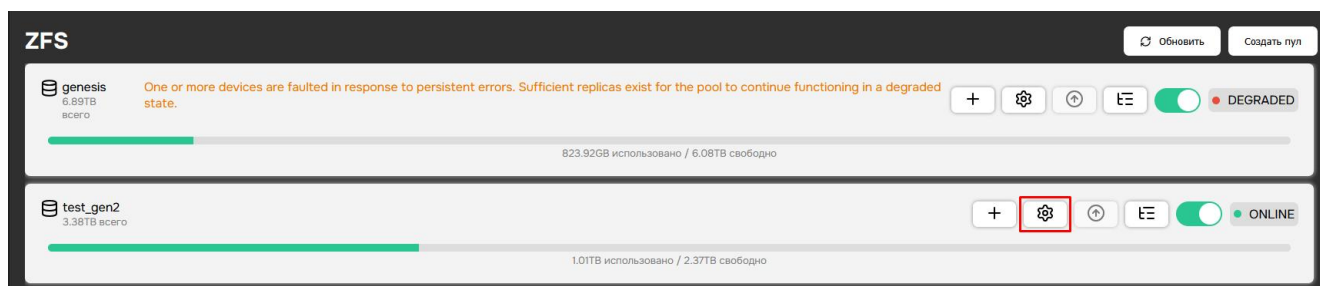 ZFS
Обновить
Создать пул
genesis
6.89TB
всего
One or more devices are faulted in response to persistent errors. Sufficient replicas exist for the pool to continue functioning in a degraded
state.
DEGRADED
823.92GB использовано / 6.08TB свободно
test_gen2
3.38TB всего
ONLINE
1.01TB использовано / 2.37TB свободно